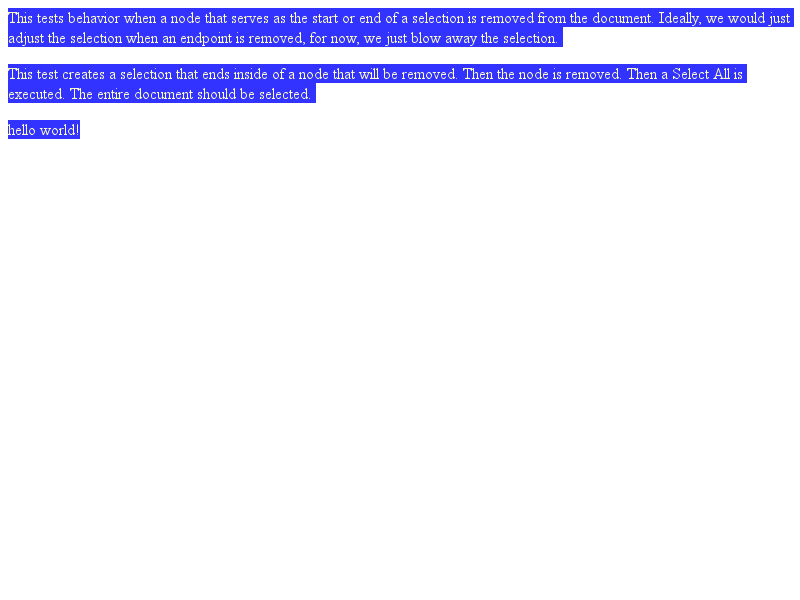 This tests behavior when a node that serves as the start or end of a selection is removed from the document. Ideally, we would just
adjust the selection when an endpoint is removed, for now, we just blow away the selection.
This test creates a selection that ends inside of a node that will be removed. Then the node is removed. Then a Select All is
executed. The entire document should be selected.
hello world!